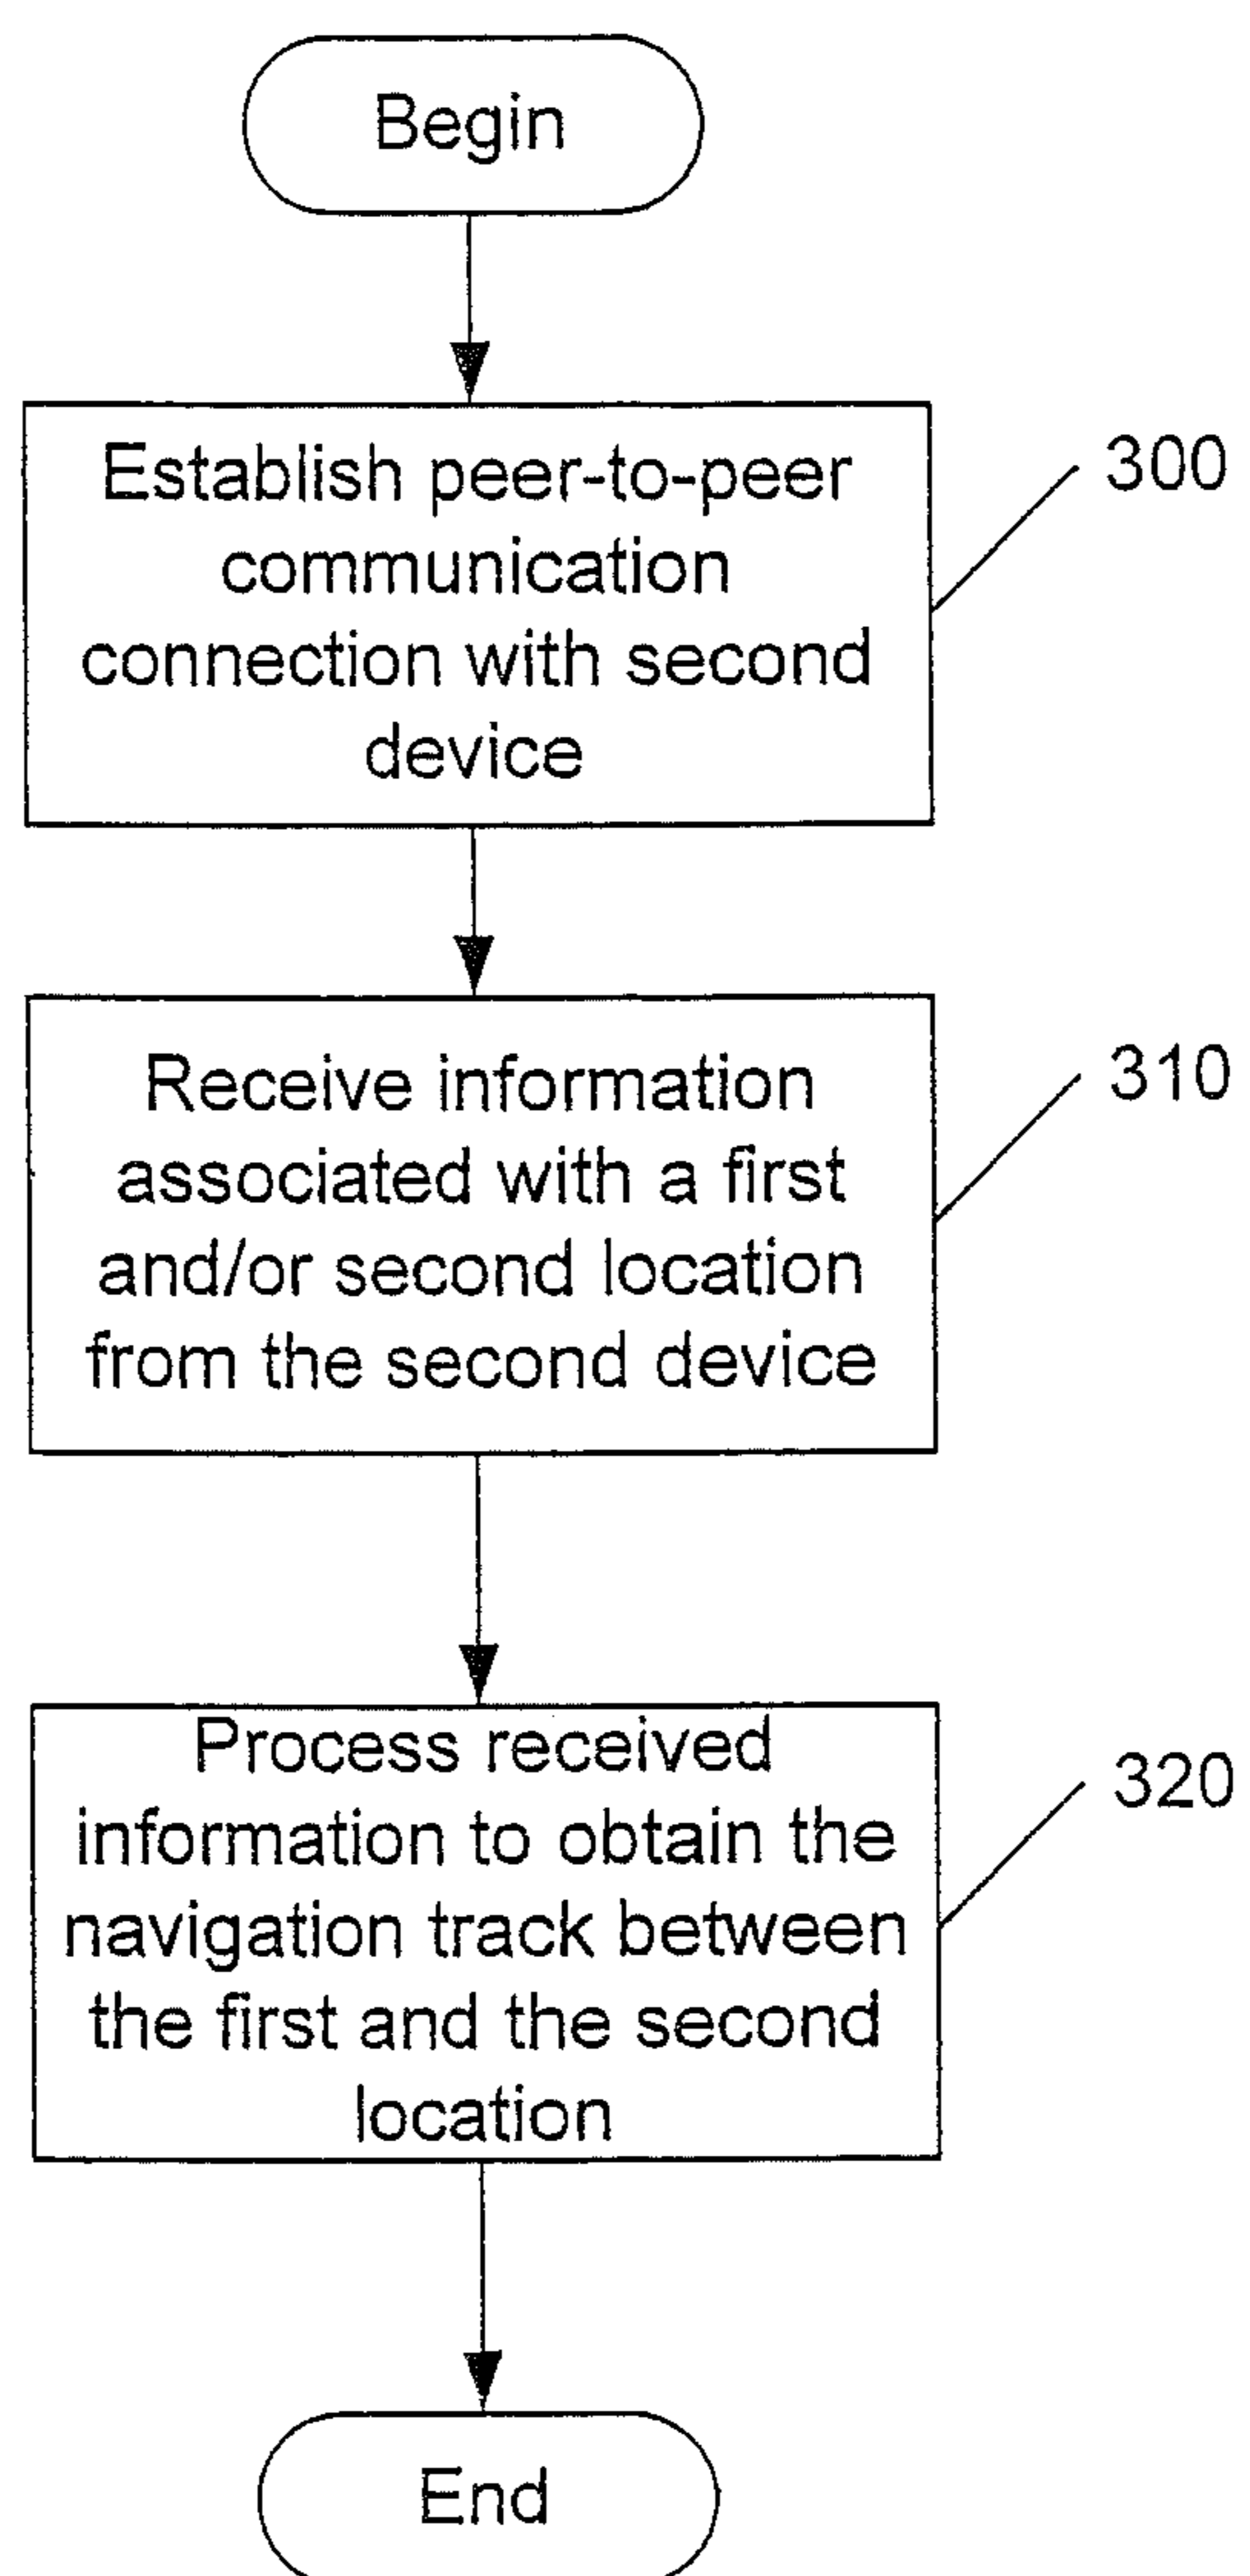 Begin
Establish peer-to-peer
communication
connection with second
device
300
Receive information
associated with a first
and/or second location
from the second device
310
Process received
information to obtain the
navigation track between
the first and the second
location
320
End